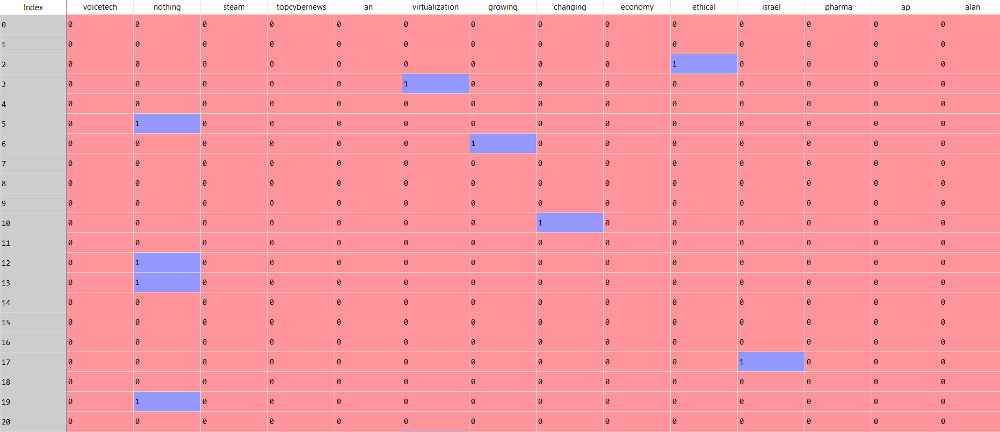 Index voicetech nothing steam topcybernews an virtualization growing changing economy ethical israel pharma ap alan
0 0 0 0 0 0 0 0 0 0 0 0 0 0 0
1 0 0 0 0 0 0 0 0 0 0 0 0 0 0
2 0 0 0 0 0 0 0 0 0 1 0 0 0 0
3 0 0 0 0 0 1 0 0 0 0 0 0 0 0
4 0 0 0 0 0 0 0 0 0 0 0 0 0 0
5 0 1 0 0 0 0 0 0 0 0 0 0 0 0
6 0 0 0 0 0 0 1 0 0 0 0 0 0 0
7 0 0 0 0 0 0 0 0 0 0 0 0 0 0
8 0 0 0 0 0 0 0 0 0 0 0 0 0 0
9 0 0 0 0 0 0 0 0 0 0 0 0 0 0
10 0 0 0 0 0 0 0 1 0 0 0 0 0 0
11 0 0 0 0 0 0 0 0 0 0 0 0 0 0
12 0 1 0 0 0 0 0 0 0 0 0 0 0 0
13 0 1 0 0 0 0 0 0 0 0 0 0 0 0
14 0 0 0 0 0 0 0 0 0 0 0 0 0 0
15 0 0 0 0 0 0 0 0 0 0 0 0 0 0
16 0 0 0 0 0 0 0 0 0 0 0 0 0 0
17 0 0 0 0 0 0 0 0 0 0 1 0 0 0
18 0 0 0 0 0 0 0 0 0 0 0 0 0 0
19 0 1 0 0 0 0 0 0 0 0 0 0 0 0
20 0 0 0 0 0 0 0 0 0 0 0 0 0 0